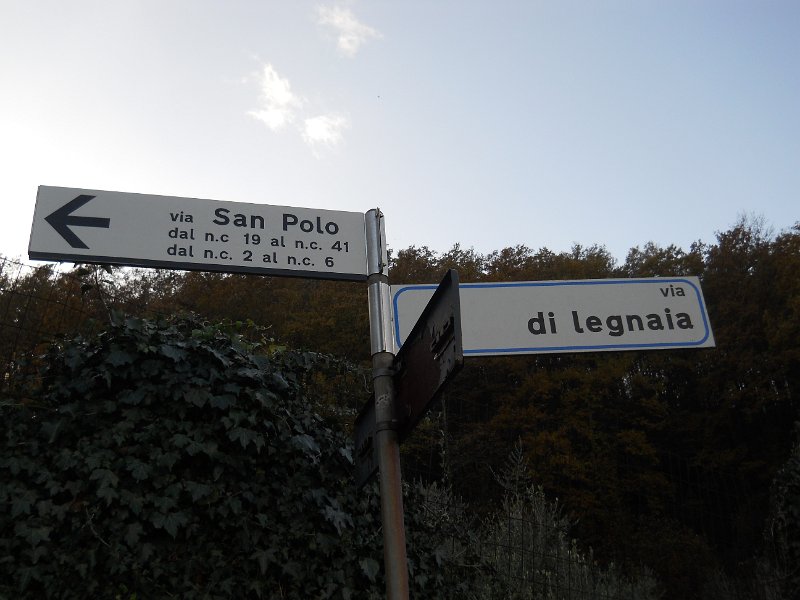 via San Polo
dal n.c 19 al n.c. 41
dal n.c. 2 al n.c. 6
via
di legnaia